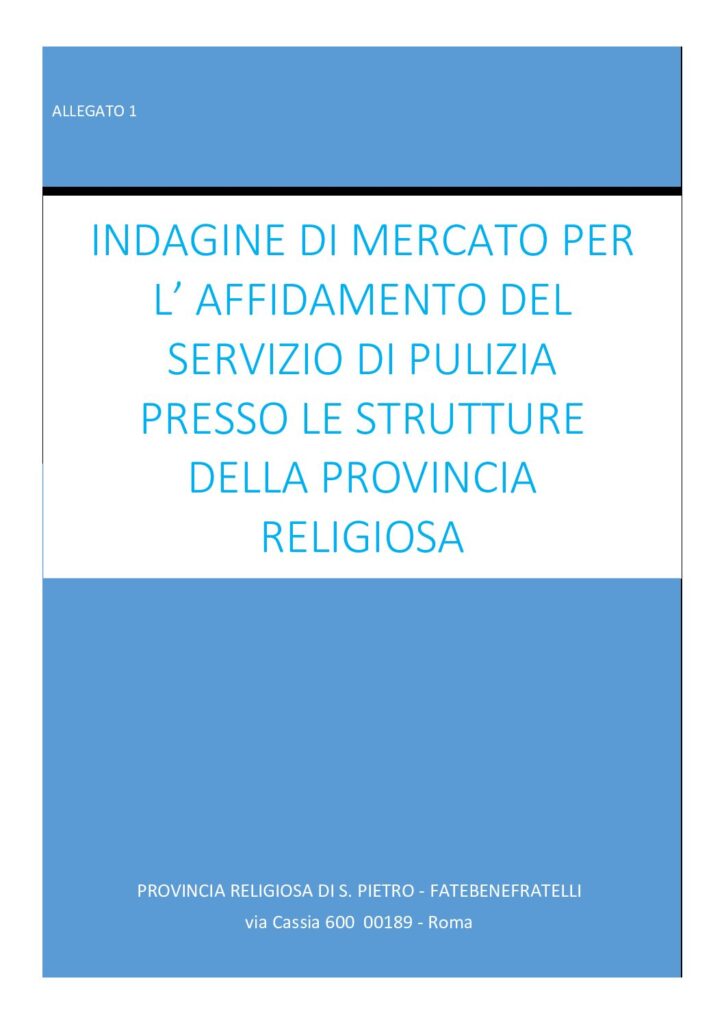 ALLEGATO 1
INDAGINE DI MERCATO PER
L’ AFFIDAMENTO DEL
SERVIZIO DI PULIZIA
PRESSO LE STRUTTURE
DELLA PROVINCIA
RELIGIOSA
PROVINCIA RELIGIOSA DI S. PIETRO - FATEBENEFRATELLI
via Cassia 600 00189 - Roma